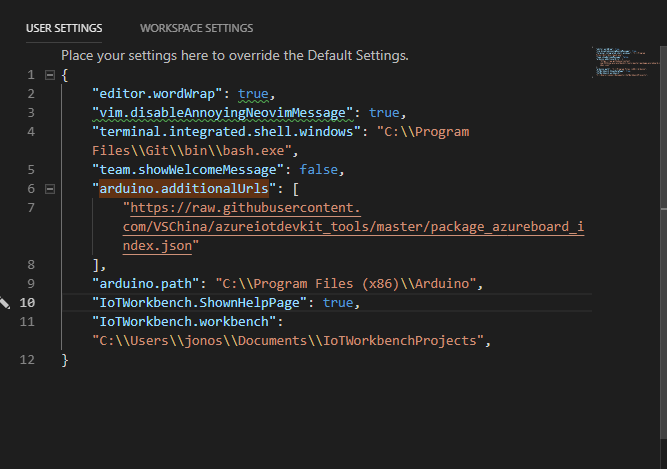 USER SETTINGS WORKSPACE SETTINGS
Place your settings here to override the Default Settings.
1 {
2 "editor.wordWrap": true,
3 "vim.disableAnnoyingNeovimMessage": true,
4 "terminal.integrated.shell.windows": "C:\\Program
Files\\Git\\bin\\bash.exe",
5 "team.showWelcomeMessage": false,
6 "arduino.additionalUrls": [
7 "https://raw.githubusercontent.
com/VSChina/azureiotdevkit_tools/master/package_azureboard_i
ndex.json"
8 ],
9 "arduino.path": "C:\\Program Files (x86)\\Arduino",
10 "IoTWorkbench.ShownHelpPage": true,
11 "IoTWorkbench.workbench":
"C:\\Users\\jonos\\Documents\\IoTWorkbenchProjects",
12 }